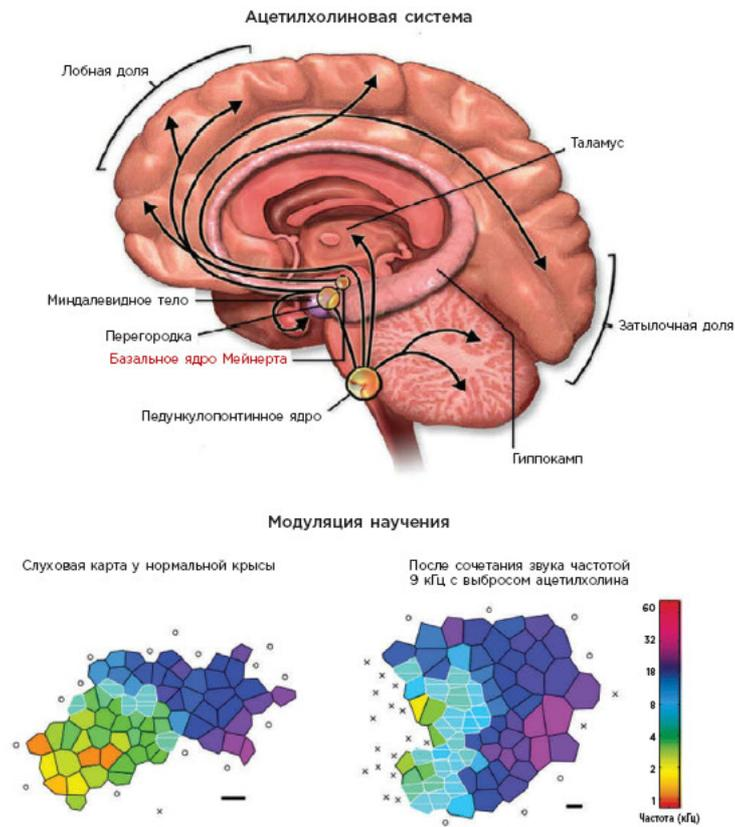 Ацетилхолиновая система
Лобная доля
Таламус
Миндалевидное тело
Перегородка
Базальное ядро Мейнерта
Затылочная доля
Педункулопонтинное ядро
Гиппокамп
Модуляция научения
Слуховая карта у нормальной крысы
После сочетания звука частотой
9 кГц с выбросом ацетилхолина
60
32
18
8
4
2
1
Частота (кГц)